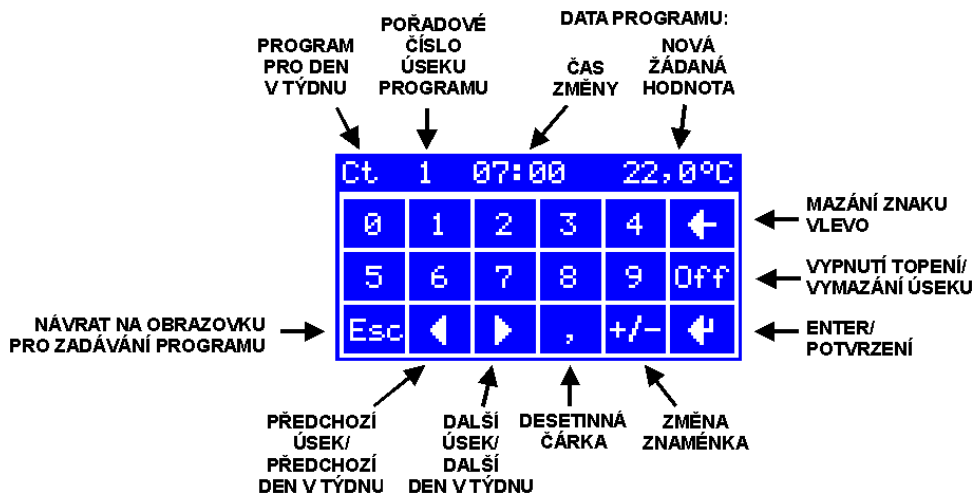 DATA PROGRAMU:
PROGRAM
PRO DEN
V TÝDNU
POŘADOVÉ
ČÍSLO
ÚSEKU
PROGRAMU
ČAS
ZMĚNY
NOVÁ
ŽÁDANÁ
HODNOTA
Ct 1 07:00 22,0°C
0 1 2 3 4 ←
5 6 7 8 9 Off
Esc ◀ ▶ , +/- ↵
MAZÁNÍ ZNAKU
VLEVO
VYPNUTÍ TOPENÍ/
VYMAZÁNÍ ÚSEKU
NÁVRAT NA OBRAZOVKU
PRO ZADÁVÁNÍ PROGRAMU
ENTER/
POTVRZENÍ
PŘEDCHOZÍ
ÚSEK/
PŘEDCHOZÍ
DEN V TÝDNU
DALŠÍ
ÚSEK/
DALŠÍ
DEN V TÝDNU
DESETINNÁ
ČÁRKA
ZMĚNA
ZNAMÉNKA